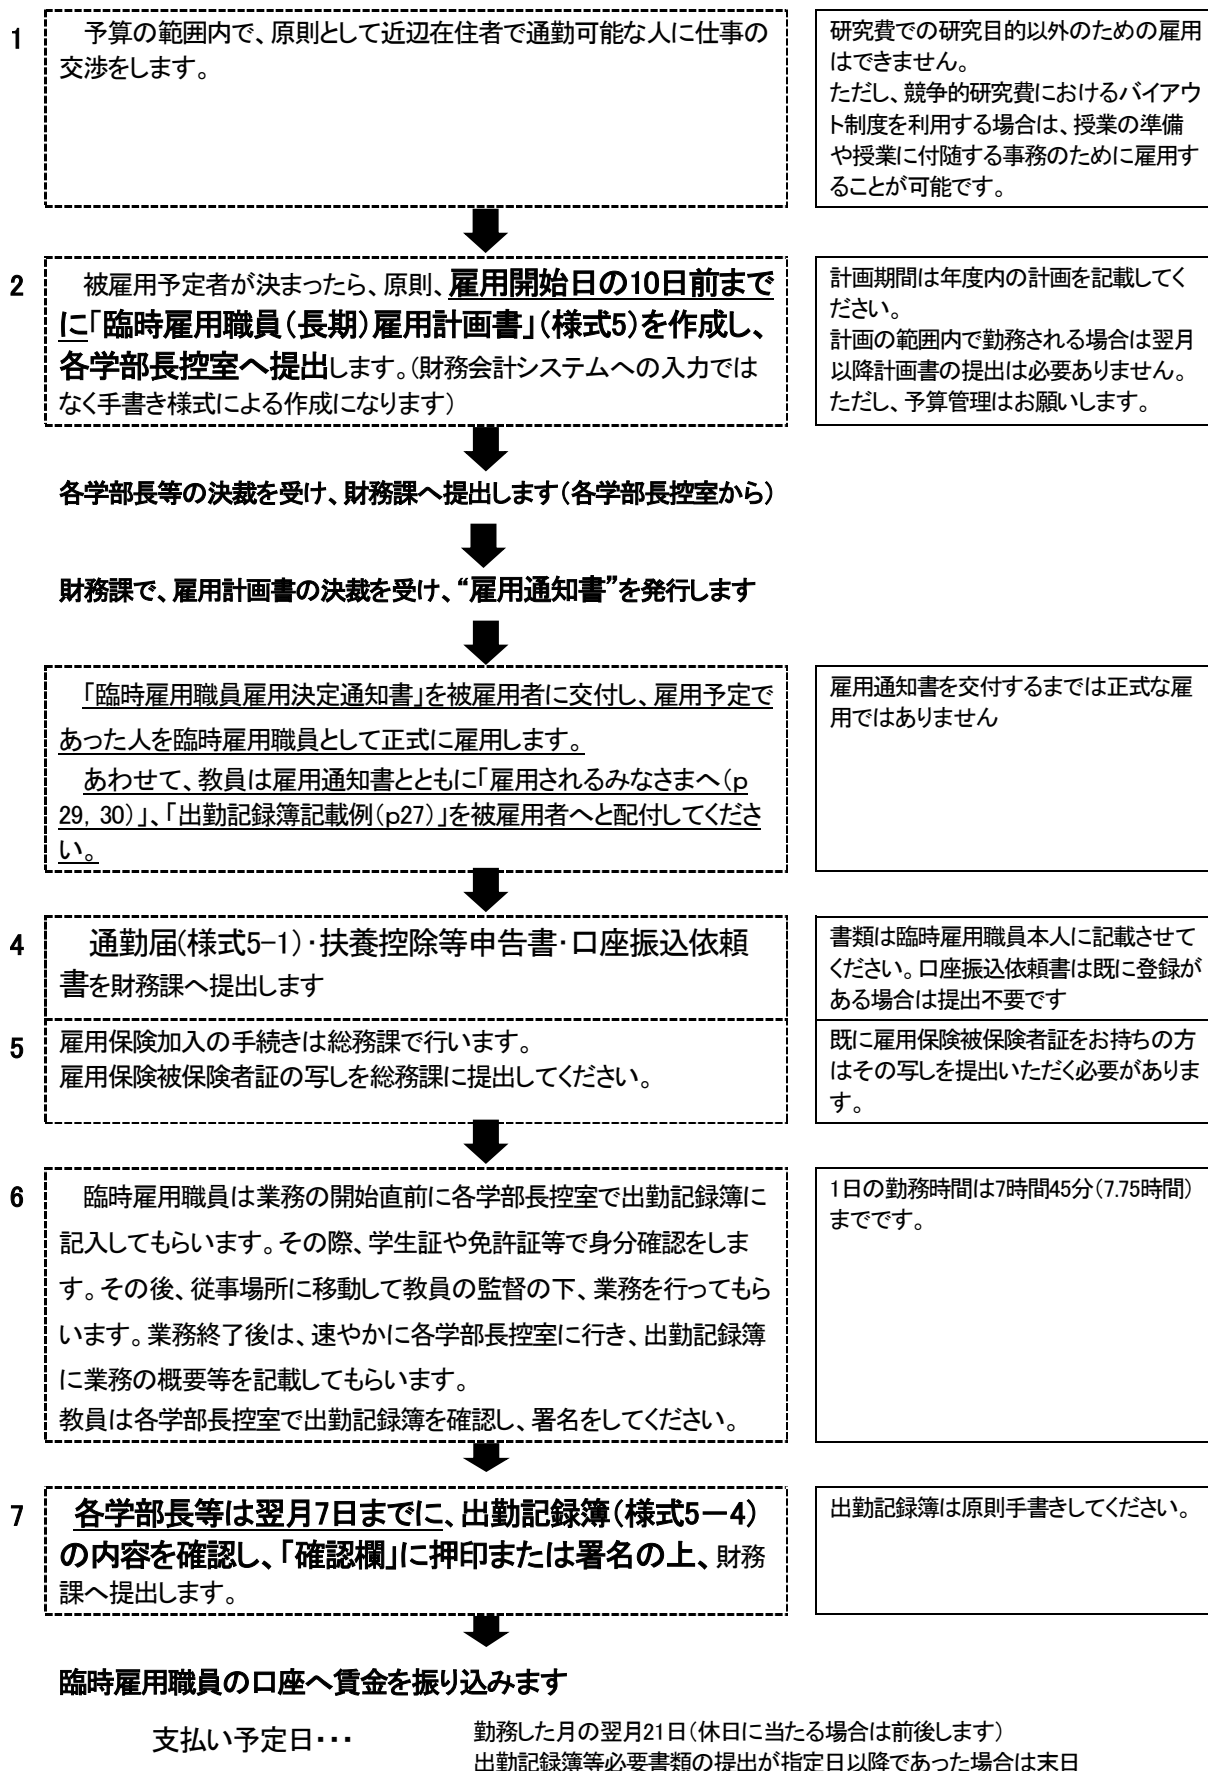 1
予算の範囲内で、原則として近辺在住者で通勤可能な人に仕事の
交渉をします。
研究費での研究目的以外のための雇用
はできません。
ただし、競争的研究費におけるバイアウ
ト制度を利用する場合は、授業の準備
や授業に付随する事務のために雇用す
ることが可能です。
2
被雇用予定者が決まったら、原則、雇用開始日の10日前まで
に「臨時雇用職員（長期）雇用計画書」（様式5）を作成し、
各学部長控室へ提出します。(財務会計システムへの入力では
なく手書き様式による作成になります）
計画期間は年度内の計画を記載してく
ださい。
計画の範囲内で勤務される場合は翌月
以降計画書の提出は必要ありません。
ただし、予算管理はお願いします。
各学部長等の決裁を受け、財務課へ提出します（各学部長控室から）
財務課で、雇用計画書の決裁を受け、“雇用通知書”を発行します
「臨時雇用職員雇用決定通知書」を被雇用者に交付し、雇用予定で
あった人を臨時雇用職員として正式に雇用します。
あわせて、教員は雇用通知書とともに「雇用されるみなさまへ（p
29，30）」、「出勤記録簿記載例（p27）」を被雇用者へと配付してくださ
い。
雇用通知書を交付するまでは正式な雇
用ではありません
4
通勤届(様式5-1)・扶養控除等申告書・口座振込依頼
書を財務課へ提出します
書類は臨時雇用職員本人に記載させて
ください。口座振込依頼書は既に登録が
ある場合は提出不要です
5
雇用保険加入の手続きは総務課で行います。
雇用保険被保険者証の写しを総務課に提出してください。
既に雇用保険被保険者証をお持ちの方
はその写しを提出いただく必要がありま
す。
6
臨時雇用職員は業務の開始直前に各学部長控室で出勤記録簿に
記入してもらいます。その際、学生証や免許証等で身分確認をしま
す。その後、従事場所に移動して教員の監督の下、業務を行ってもら
います。業務終了後は、速やかに各学部長控室に行き、出勤記録簿
に業務の概要等を記載してもらいます。
教員は各学部長控室で出勤記録簿を確認し、署名をしてください。
1日の勤務時間は7時間45分（7.75時間）
までです。
7
各学部長等は翌月7日までに、出勤記録簿（様式5－4）
の内容を確認し、「確認欄」に押印または署名の上、財務
課へ提出します。
出勤記録簿は原則手書きしてください。
臨時雇用職員の口座へ賃金を振り込みます
支払い予定日・・・
勤務した月の翌月21日（休日に当たる場合は前後します）
出勤記録簿等必要書類の提出が指定日以降であった場合は末日